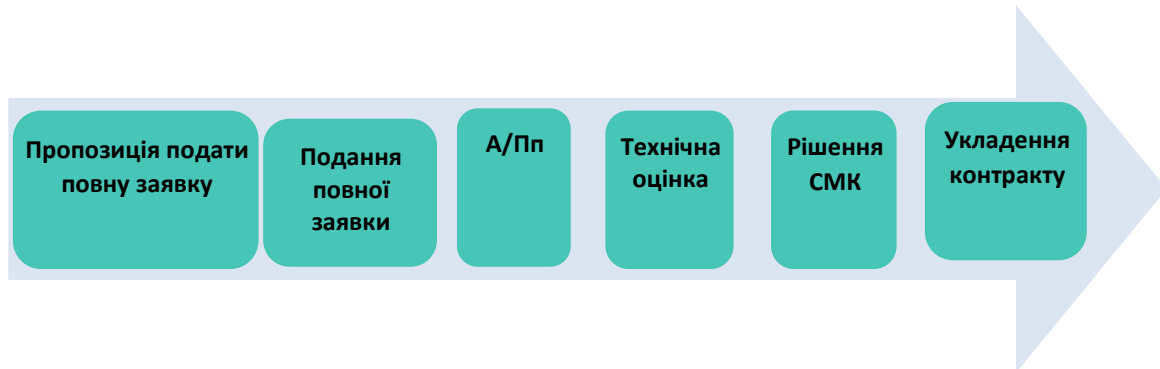 Пропозиція подати
повну заявку
Подання
повної
заявки
А/Пп
Технічна
оцінка
Рішення
СМК
Укладення
контракту